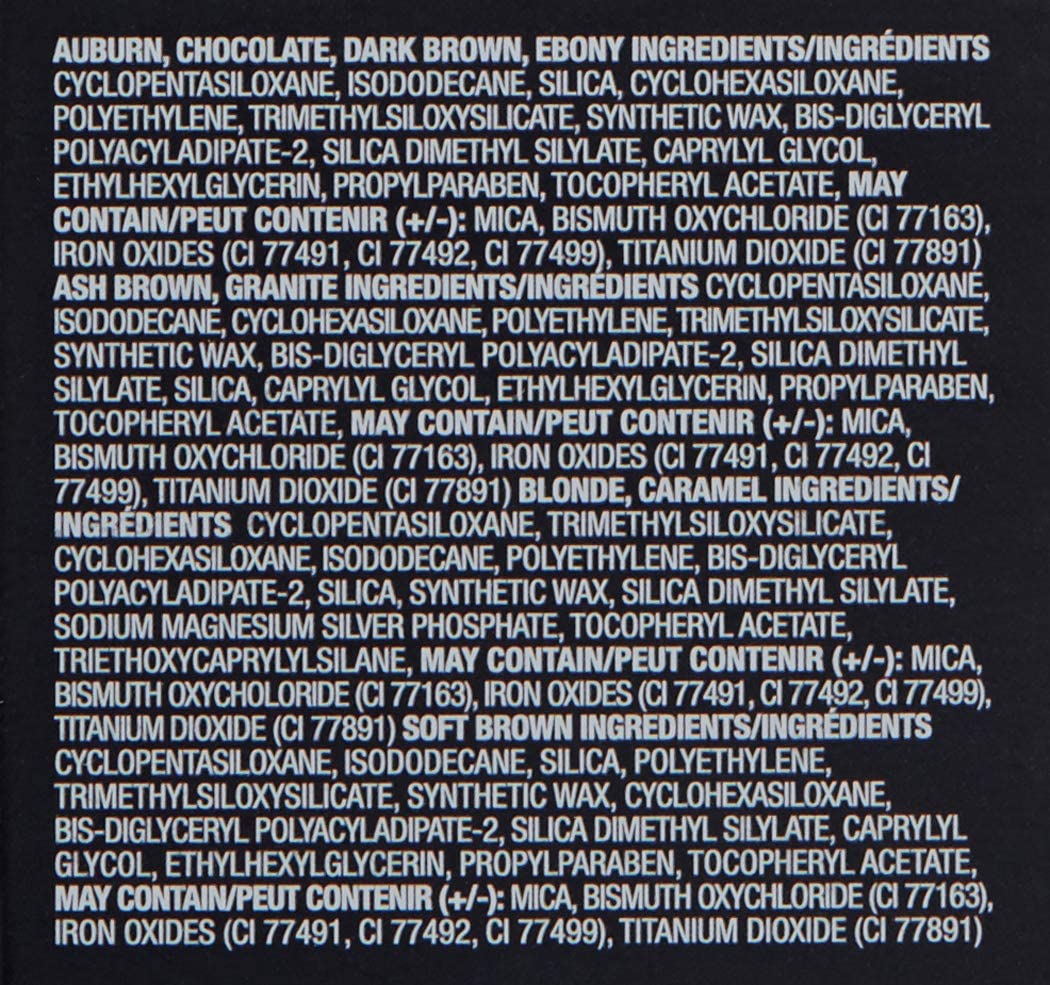 AUBURN, CHOCOLATE, DARK BROWN, EBONY INGREDIENTS/INGRÉDIENTS
CYCLOPENTASILOXANE, ISODODECANE, SILICA, CYCLOHEXASILOXANE,
POLYETHYLENE, TRIMETHYLSILOXYSILICATE, SYNTHETIC WAX, BIS-DIGLYCERYL
POLYACYLADIPATE-2, SILICA DIMETHYL SILYLATE, CAPRYLYL GLYCOL,
ETHYLHEXYLGLYCERIN, PROPYLPARABEN, TOCOPHERYL ACETATE, MAY
CONTAIN/PEUT CONTENIR (+/-): MICA, BISMUTH OXYCHLORIDE (CI 77163),
IRON OXIDES (CI 77491, CI 77492, CI 77499), TITANIUM DIOXIDE (CI 77891)
ASH BROWN, GRANITE INGREDIENTS/INGRÉDIENTS CYCLOPENTASILOXANE,
ISODODECANE, CYCLOHEXASILOXANE, POLYETHYLENE, TRIMETHYLSILOXYSILICATE,
SYNTHETIC WAX, BIS-DIGLYCERYL POLYACYLADIPATE-2, SILICA DIMETHYL
SILYLATE, SILICA, CAPRYLYL GLYCOL, ETHYLHEXYLGLYCERIN, PROPYLPARABEN,
TOCOPHERYL ACETATE, MAY CONTAIN/PEUT CONTENIR (+/-): MICA,
BISMUTH OXYCHLORIDE (CI 77163), IRON OXIDES (CI 77491, CI 77492, CI
77499), TITANIUM DIOXIDE (CI 77891) BLONDE, CARAMEL INGREDIENTS/
INGRÉDIENTS CYCLOPENTASILOXANE, TRIMETHYLSILOXYSILICATE,
CYCLOHEXASILOXANE, ISODODECANE, POLYETHYLENE, BIS-DIGLYCERYL
POLYACYLADIPATE-2, SILICA, SYNTHETIC WAX, SILICA DIMETHYL SILYLATE,
SODIUM MAGNESIUM SILVER PHOSPHATE, TOCOPHERYL ACETATE,
TRIETHOXYCAPRYLYLSILANE, MAY CONTAIN/PEUT CONTENIR (+/-): MICA,
BISMUTH OXYCHOLORIDE (CI 77163), IRON OXIDES (CI 77491, CI 77492, CI 77499),
TITANIUM DIOXIDE (CI 77891) SOFT BROWN INGREDIENTS/INGRÉDIENTS
CYCLOPENTASILOXANE, ISODODECANE, SILICA, POLYETHYLENE,
TRIMETHYLSILOXYSILICATE, SYNTHETIC WAX, CYCLOHEXASILOXANE,
BIS-DIGLYCERYL POLYACYLADIPATE-2, SILICA DIMETHYL SILYLATE, CAPRYLYL
GLYCOL, ETHYLHEXYLGLYCERIN, PROPYLPARABEN, TOCOPHERYL ACETATE,
MAY CONTAIN/PEUT CONTENIR (+/-): MICA, BISMUTH OXYCHLORIDE (CI 77163),
IRON OXIDES (CI 77491, CI 77492, CI 77499), TITANIUM DIOXIDE (CI 77891)